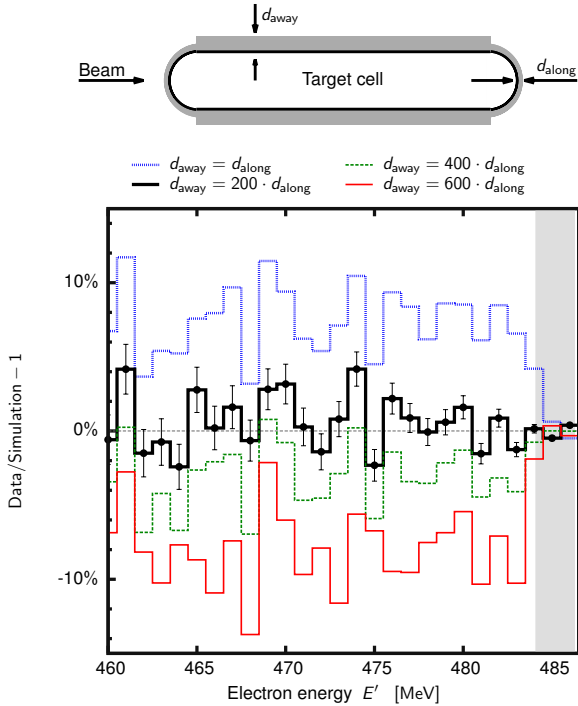 d_away
Beam
Target cell
d_along
d_away = d_along
d_away = 400 · d_along
d_away = 200 · d_along
d_away = 600 · d_along
Data/Simulation − 1
10%
0%
-10%
460
465
470
475
480
485
Electron energy E′ [MeV]